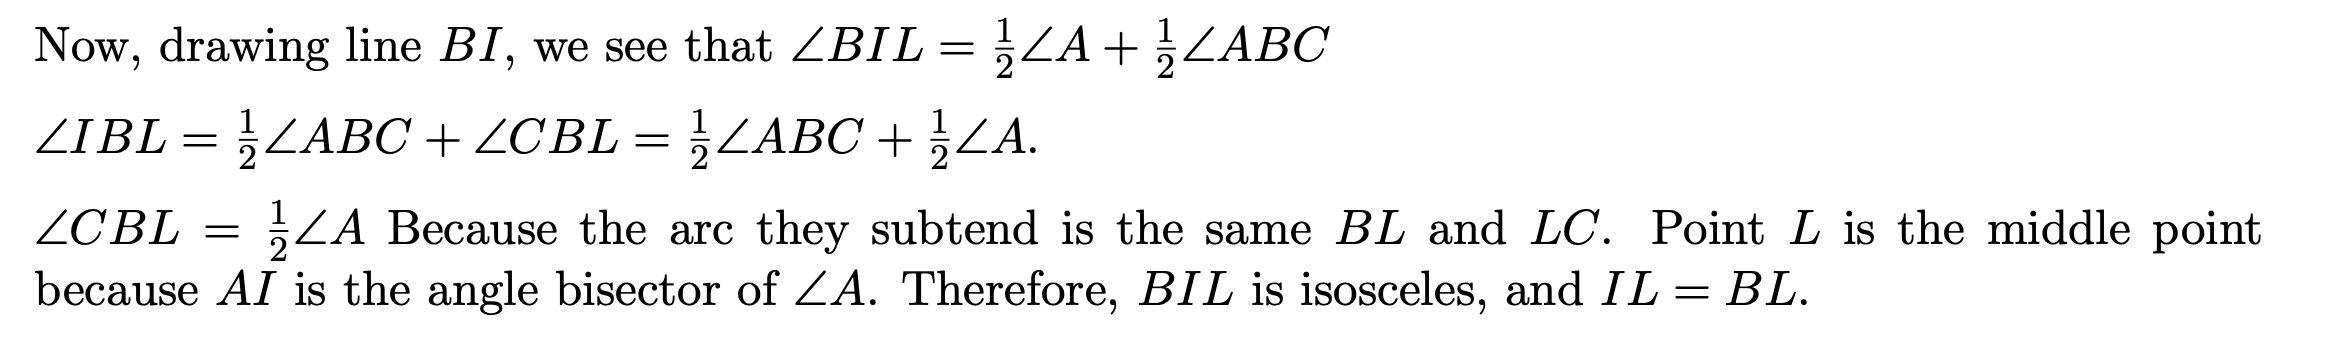 Now, drawing line BI, we see that ∠BIL = ½∠A + ½∠ABC
∠IBL = ½∠ABC + ∠CBL = ½∠ABC + ½∠A.
∠CBL = ½∠A Because the arc they subtend is the same BL and LC. Point L is the middle point
because AI is the angle bisector of ∠A. Therefore, BIL is isosceles, and IL = BL.